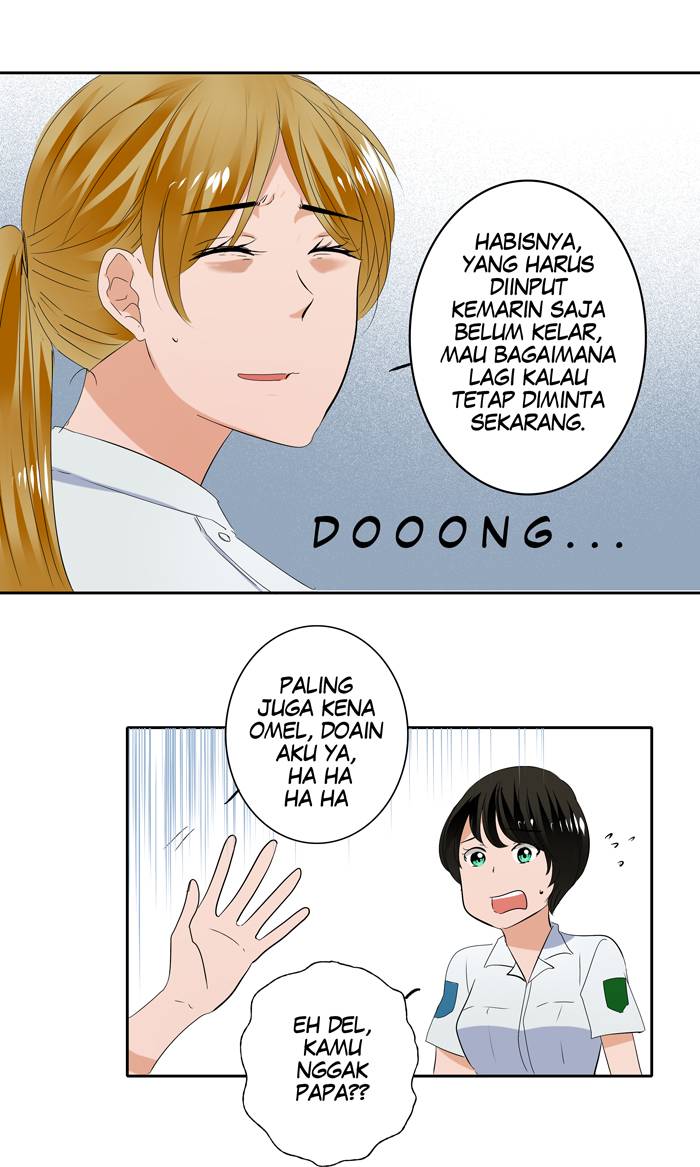 HABISNYA,
YANG HARUS
DIINPUT
KEMARIN SAJA
BELUM KELAR,
MAU BAGAIMANA
LAGI KALAU
TETAP DIMINTA
SEKARANG.
DOOONG...
PALING
JUGA KENA
OMEL, DOAIN
AKU YA,
HA HA
HA HA
EH DEL,
KAMU
NGGAK
PAPA??